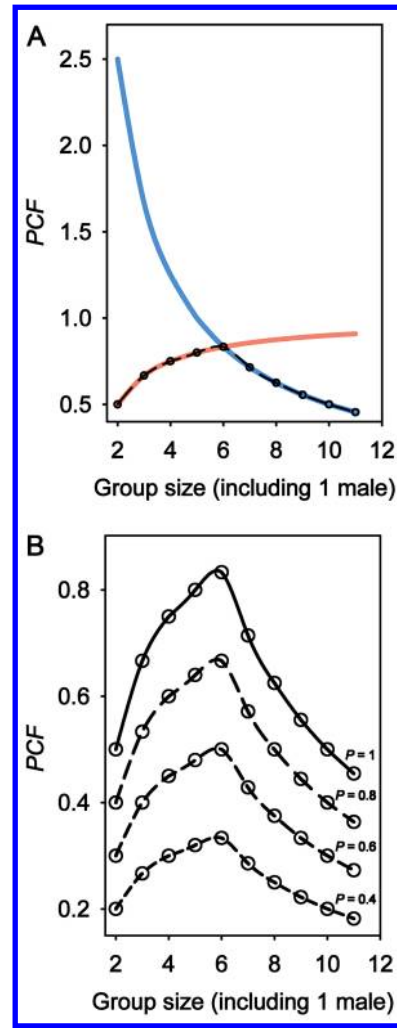 A
2.5
2.0
1.5
1.0
0.5
PCF
2 4 6 8 10 12
Group size (including 1 male)
B
0.8
0.6
0.4
0.2
PCF
P = 1
P = 0.8
P = 0.6
P = 0.4
2 4 6 8 10 12
Group size (including 1 male)